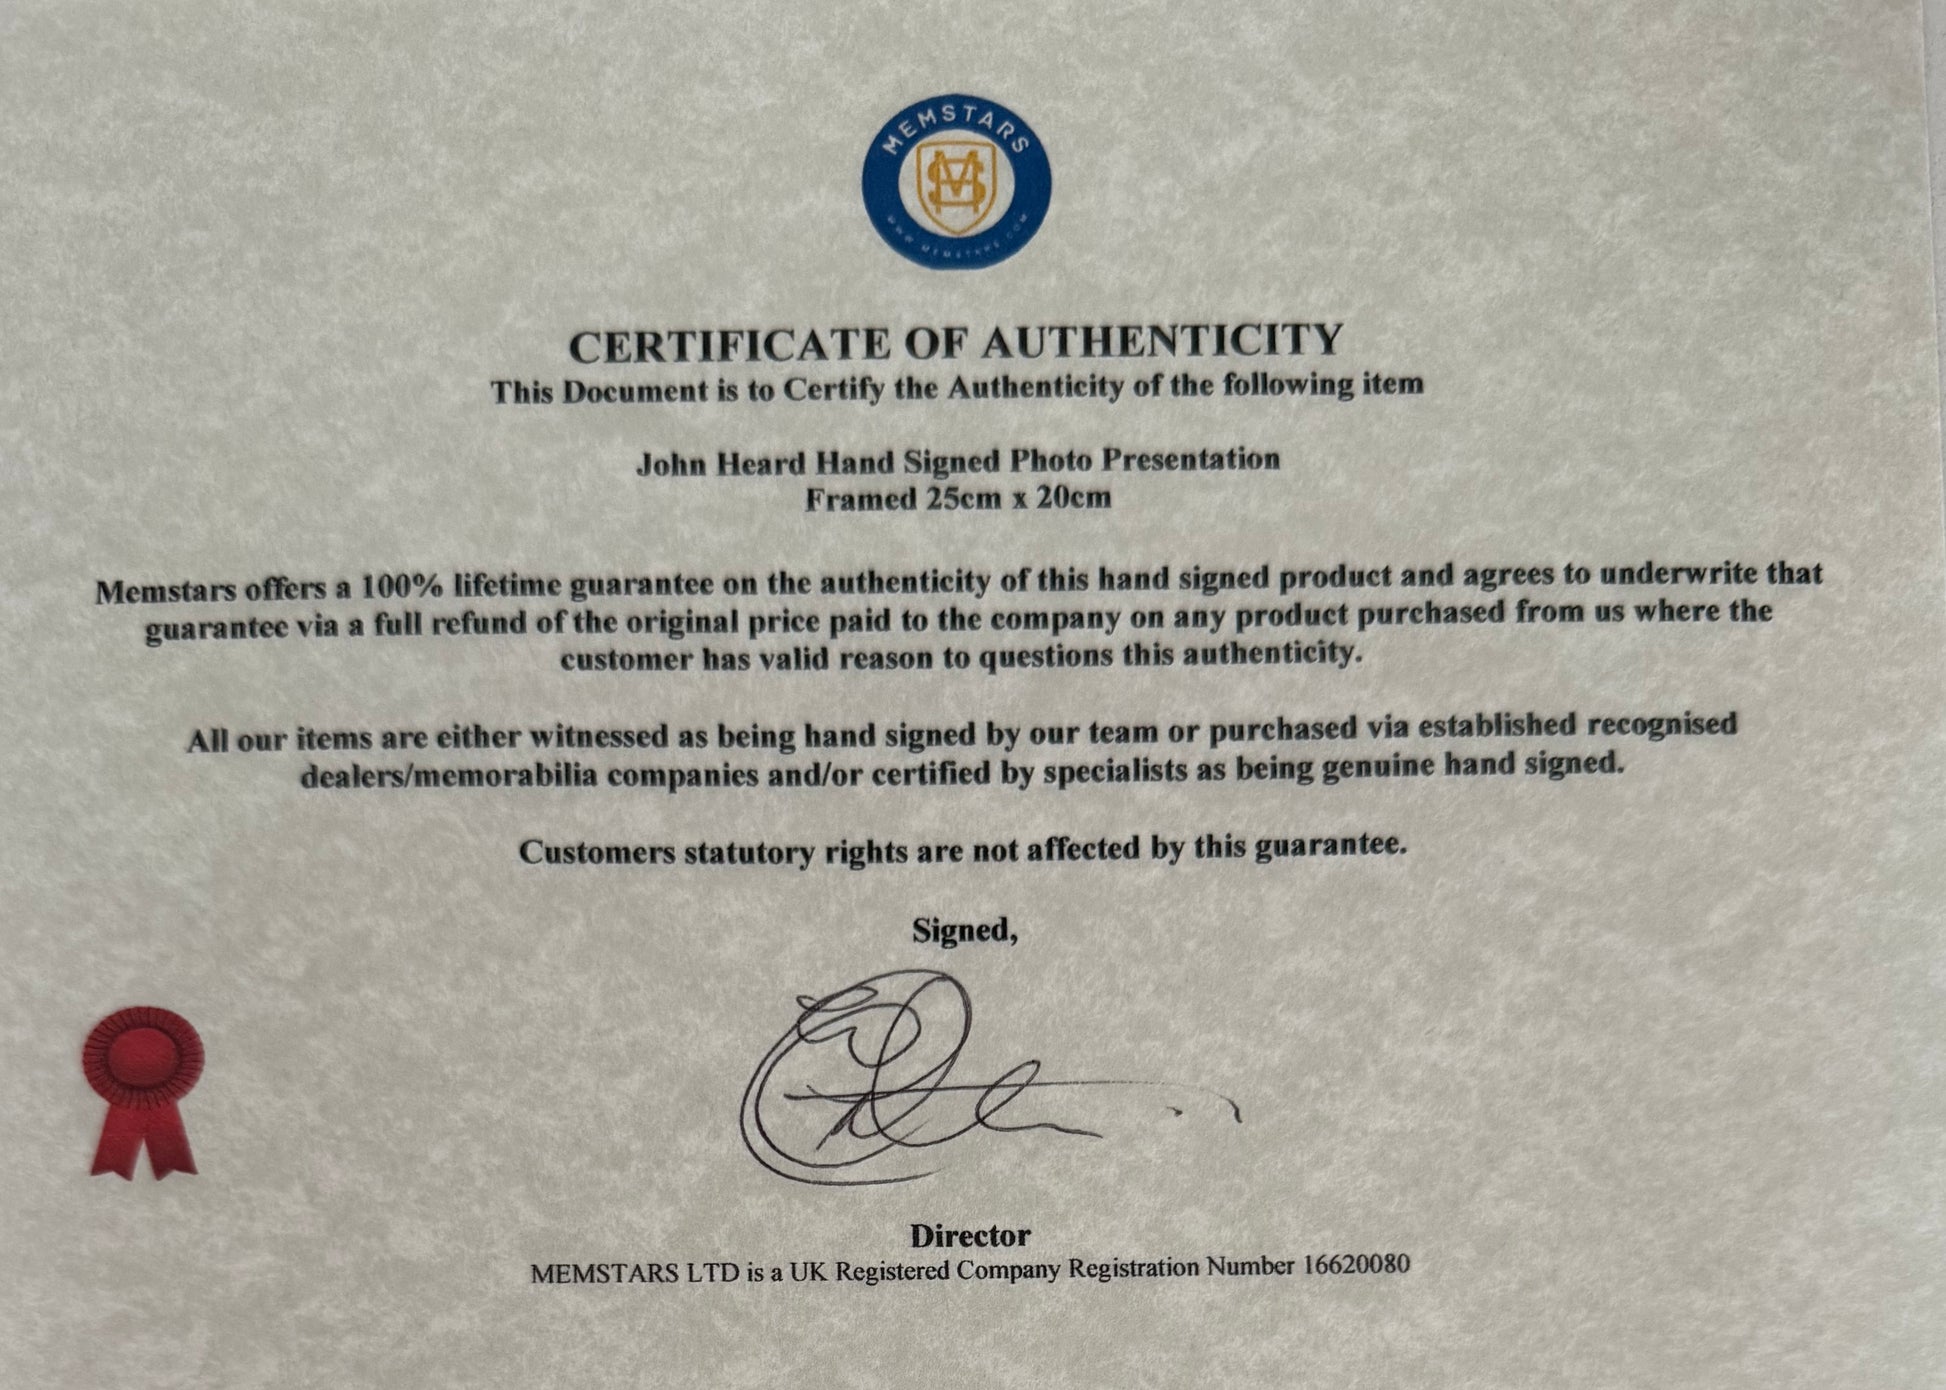 MEMSTARS
WWW.MEMSTARS.COM
CERTIFICATE OF AUTHENTICITY
This Document is to Certify the Authenticity of the following item
John Heard Hand Signed Photo Presentation
Framed 25cm x 20cm
Memstars offers a 100% lifetime guarantee on the authenticity of this hand signed product and agrees to underwrite that
guarantee via a full refund of the original price paid to the company on any product purchased from us where the
customer has valid reason to questions this authenticity.
All our items are either witnessed as being hand signed by our team or purchased via established recognised
dealers/memorabilia companies and/or certified by specialists as being genuine hand signed.
Customers statutory rights are not affected by this guarantee.
Signed,
Director
MEMSTARS LTD is a UK Registered Company Registration Number 16620080